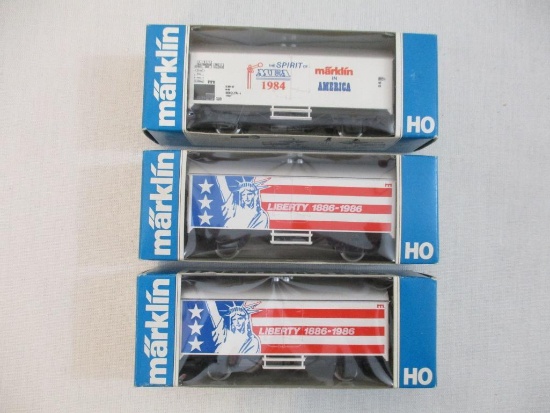 märklin
THE SPIRIT OF
1984
märklin
IN
AMERICA
HO
märklin
LIBERTY 1886-1986
HO
märklin
LIBERTY 1886-1986
HO